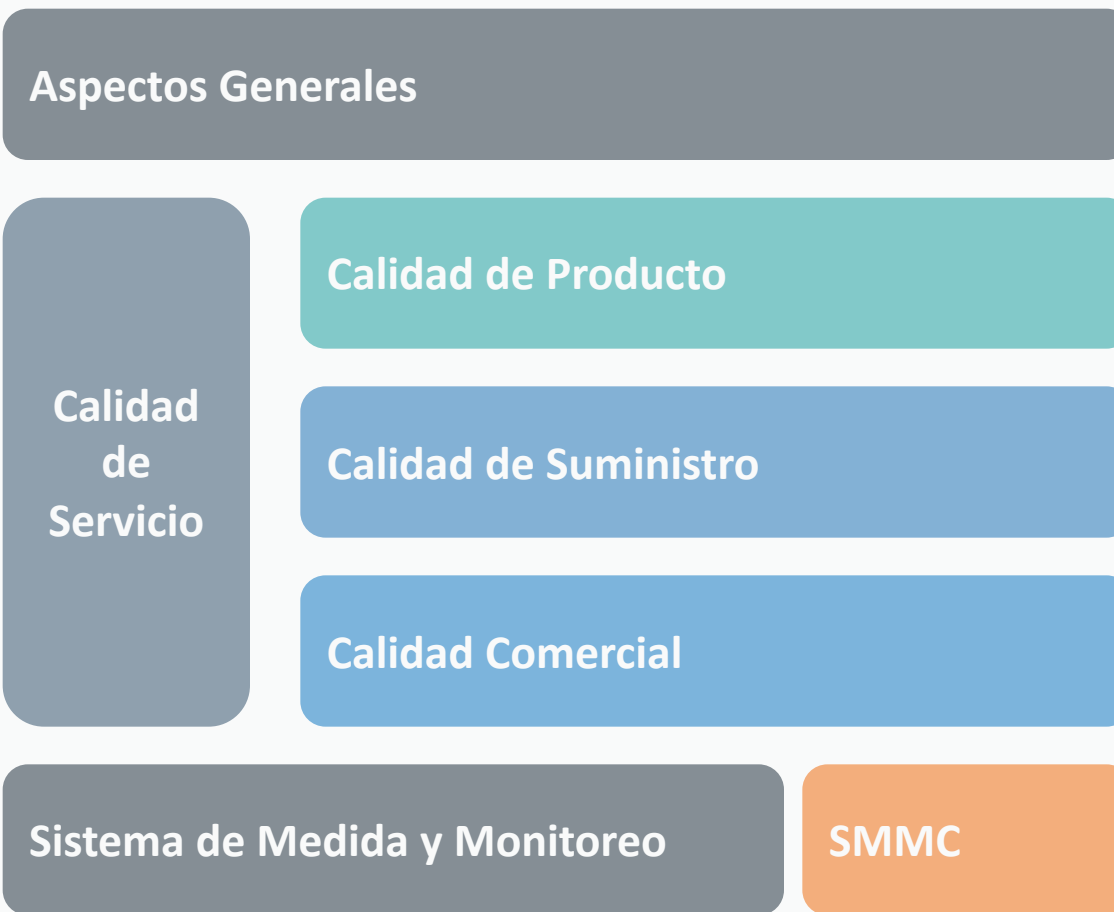 Aspectos Generales
Calidad
de
Servicio
Calidad de Producto
Calidad de Suministro
Calidad Comercial
Sistema de Medida y Monitoreo
SMMC